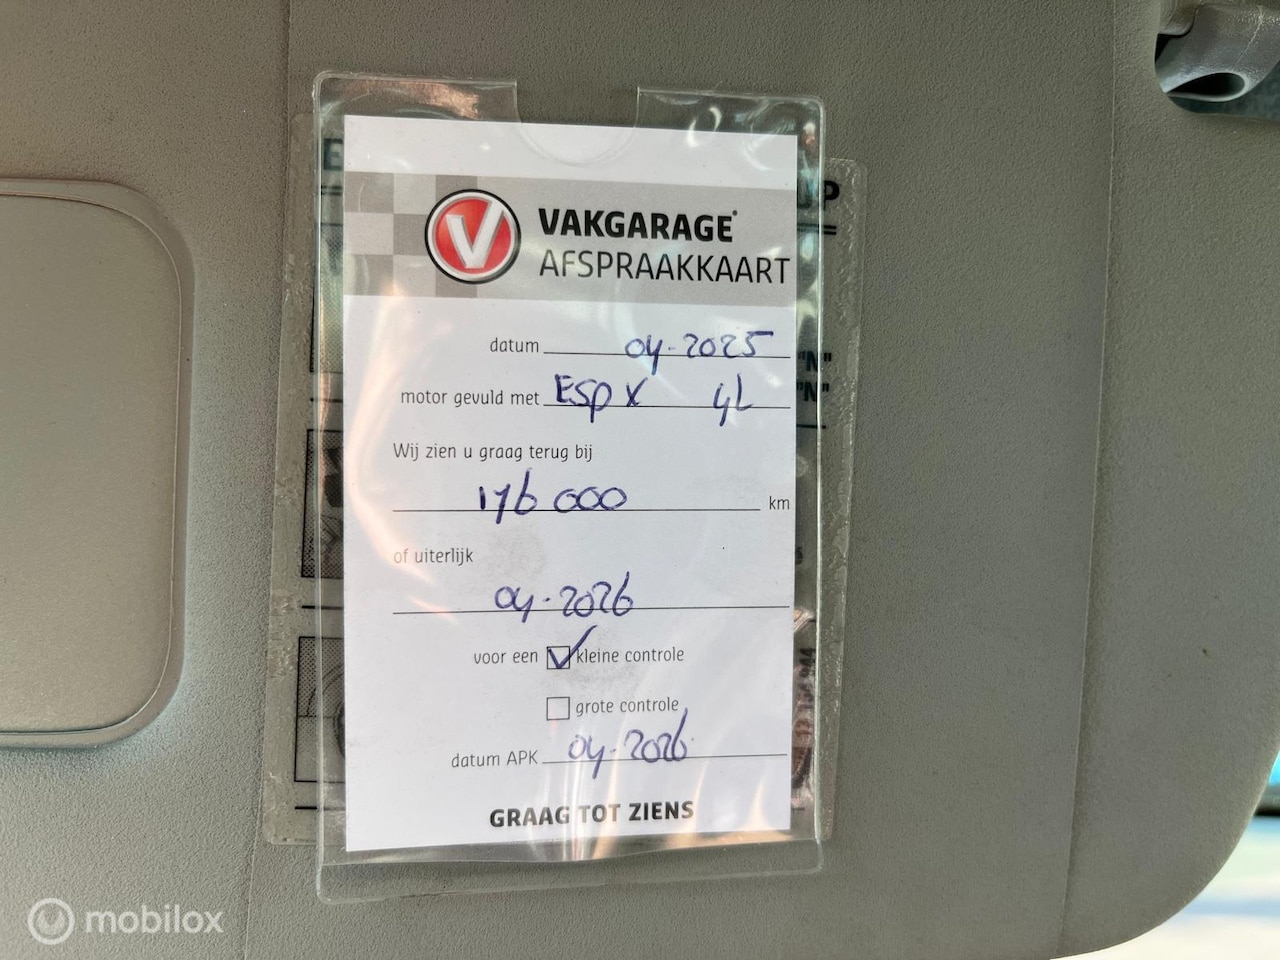 VAKGARAGE®
AFSPRAAKKAART
datum 04-2025
motor gevuld met Esp X 4L
Wij zien u graag terug bij
176 000 km
of uiterlijk
04-2026
voor een ✓ kleine controle
grote controle
datum APK 04-2026
GRAAG TOT ZIENS
"N"
"N"
mobilox